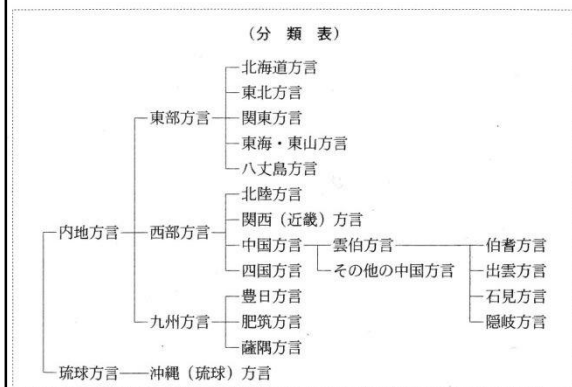 （分　類　表）
北海道方言
東北方言
東部方言 関東方言
東海・東山方言
八丈島方言
北陸方言
関西（近畿）方言
内地方言 西部方言 中国方言 雲伯方言 伯耆方言
四国方言 その他の中国方言 出雲方言
豊日方言 石見方言
九州方言 肥筑方言 隠岐方言
薩隅方言
琉球方言 沖縄（琉球）方言